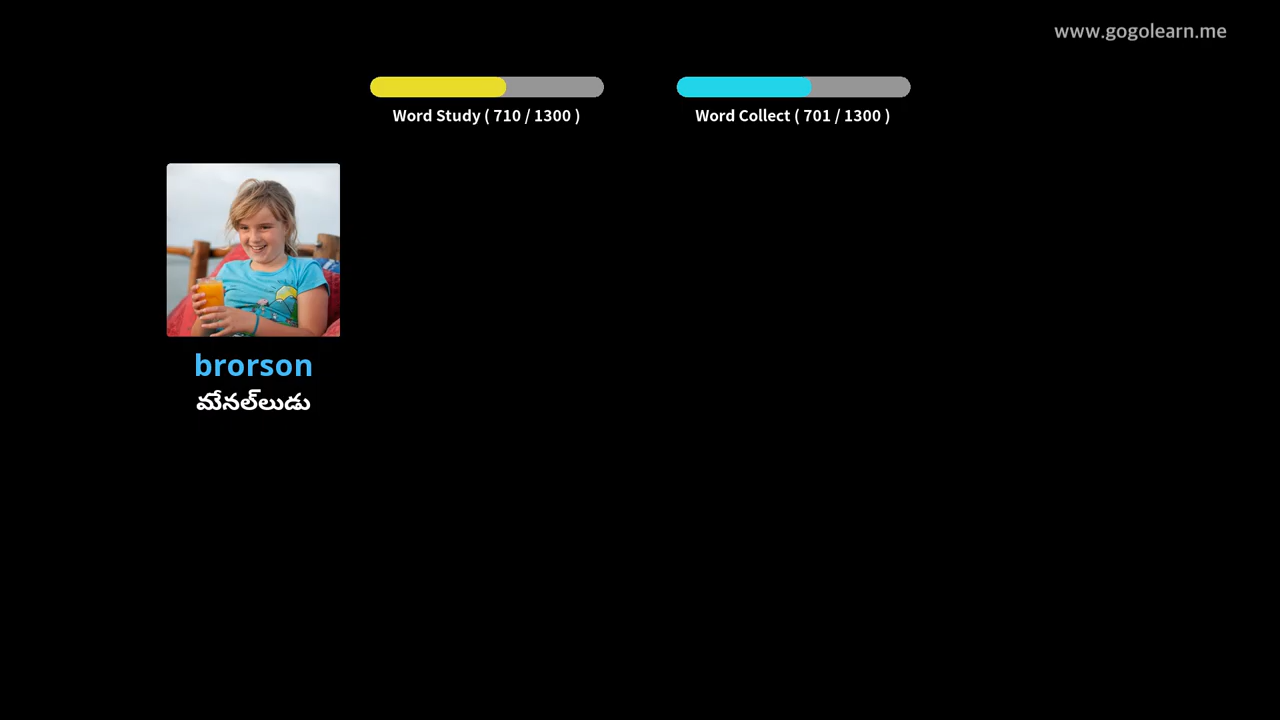 www.gogolearn.me
Word Study ( 710 / 1300 )
Word Collect ( 701 / 1300 )
brorson
మేనల్లుడు